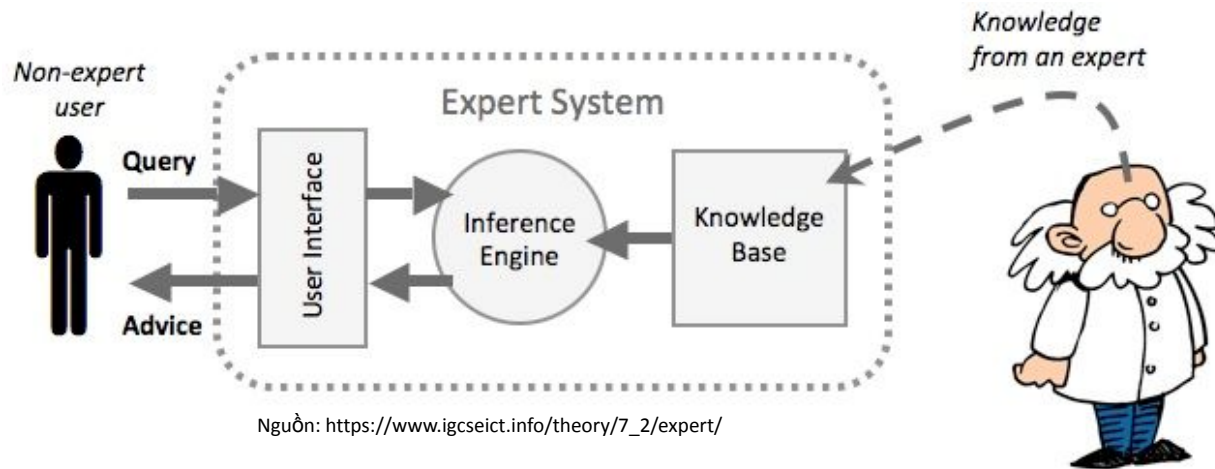 Knowledge
from an expert
Non-expert
user
Expert System
Query
User Interface
Inference
Engine
Knowledge
Base
Advice
Nguồn: https://www.igcseict.info/theory/7_2/expert/